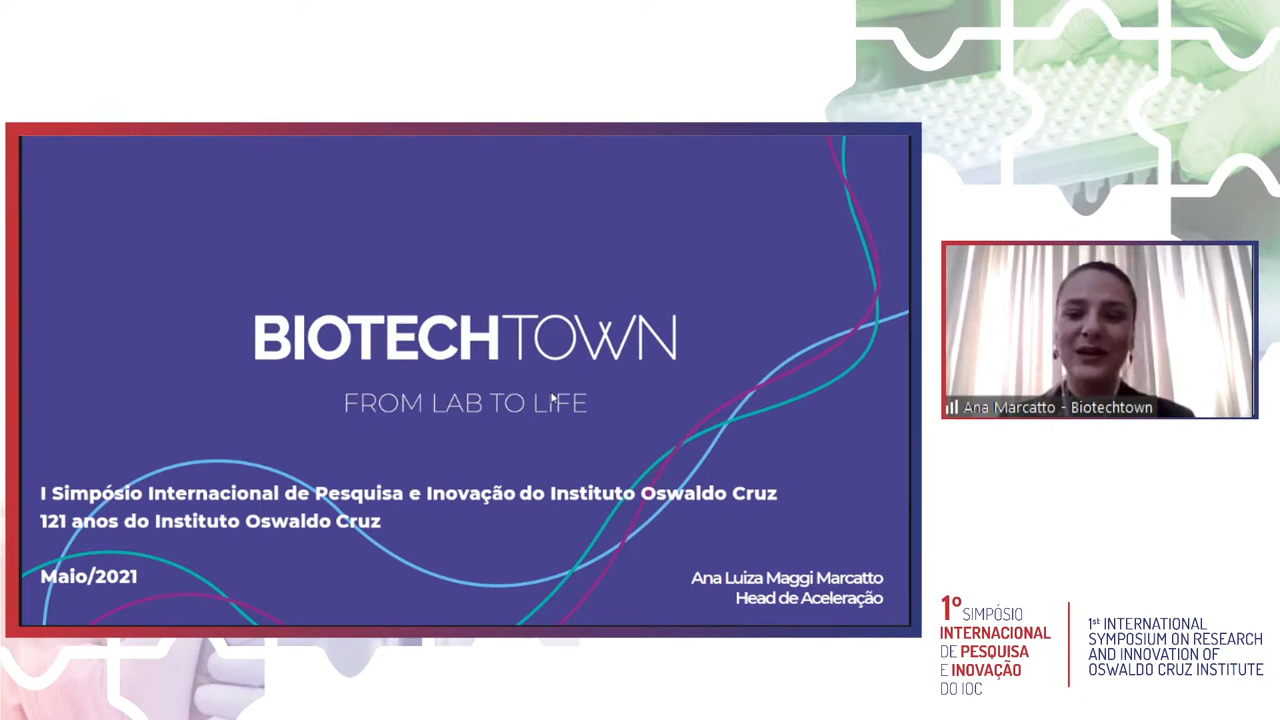 BIOTECHTOWN
FROM LAB TO LIFE
I Simpósio Internacional de Pesquisa e Inovação do Instituto Oswaldo Cruz
121 anos do Instituto Oswaldo Cruz
Maio/2021
Ana Luiza Maggi Marcatto
Head de Aceleração
Ana Marcatto - Biotechtown
1º SIMPÓSIO
INTERNACIONAL
DE PESQUISA
E INOVAÇÃO
DO IOC
1st INTERNATIONAL
SYMPOSIUM ON RESEARCH
AND INNOVATION OF
OSWALDO CRUZ INSTITUTE